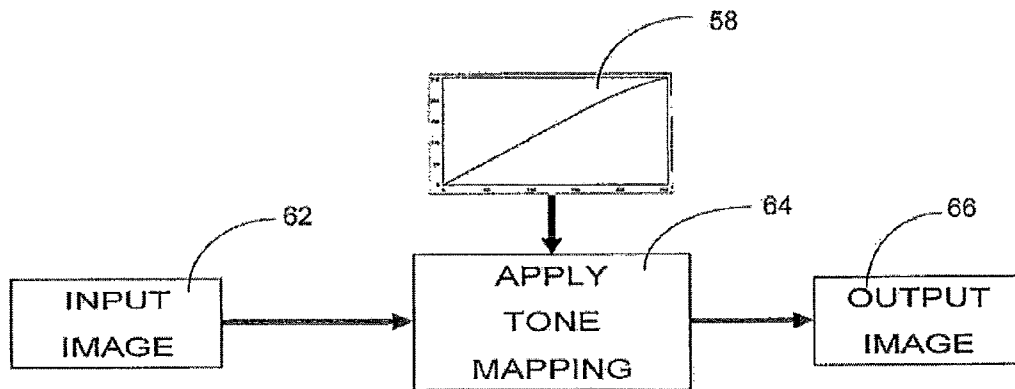 58
62
64
66
INPUT
IMAGE
APPLY
TONE
MAPPING
OUTPUT
IMAGE